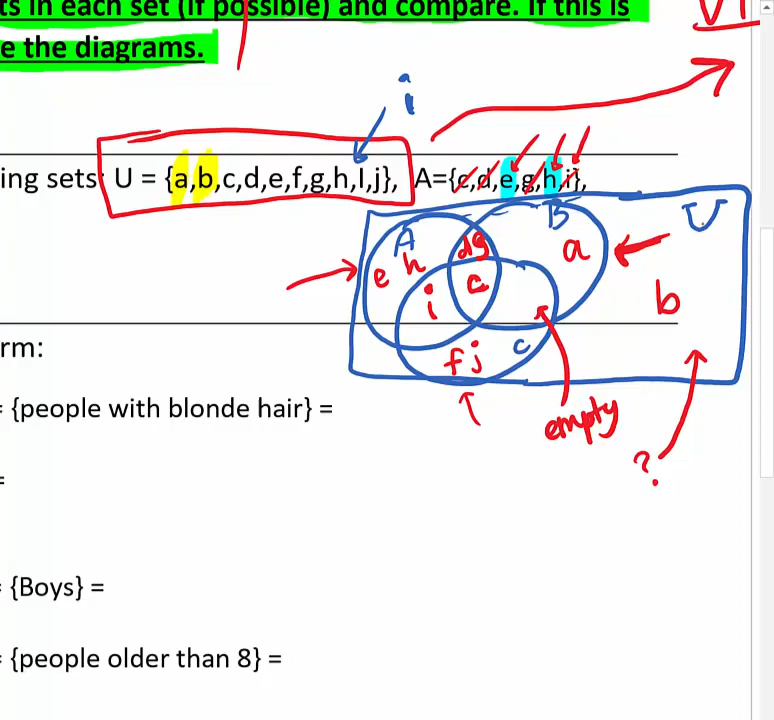 ts in each set (if possible) and compare. If this is
e the diagrams.
i
ing sets: U = {a,b,c,d,e,f,g,h,I,j}, A={c,d,e,g,h,i},
A B U
e h dg a
i c b
f j c
rm:
= {people with blonde hair} =
empty
?
=
= {Boys} =
= {people older than 8} =